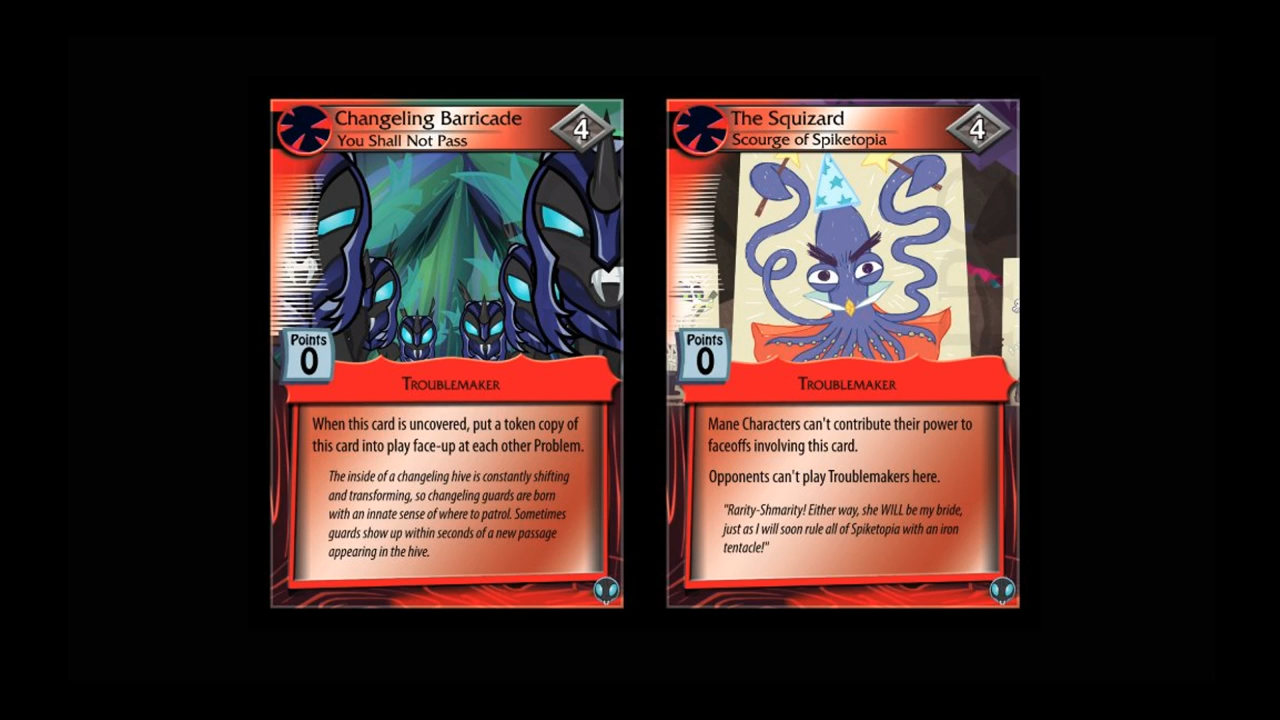 Changeling Barricade
You Shall Not Pass
4
Points
0
Troublemaker
When this card is uncovered, put a token copy of
this card into play face-up at each other Problem.
The inside of a changeling hive is constantly shifting
and transforming, so changeling guards are born
with an innate sense of where to patrol. Sometimes
guards show up within seconds of a new passage
appearing in the hive.
The Squizard
Scourge of Spiketopia
4
Points
0
Troublemaker
Mane Characters can't contribute their power to
faceoffs involving this card.
Opponents can't play Troublemakers here.
"Rarity-Shmarity! Either way, she WILL be my bride,
just as I will soon rule all of Spiketopia with an iron
tentacle!"